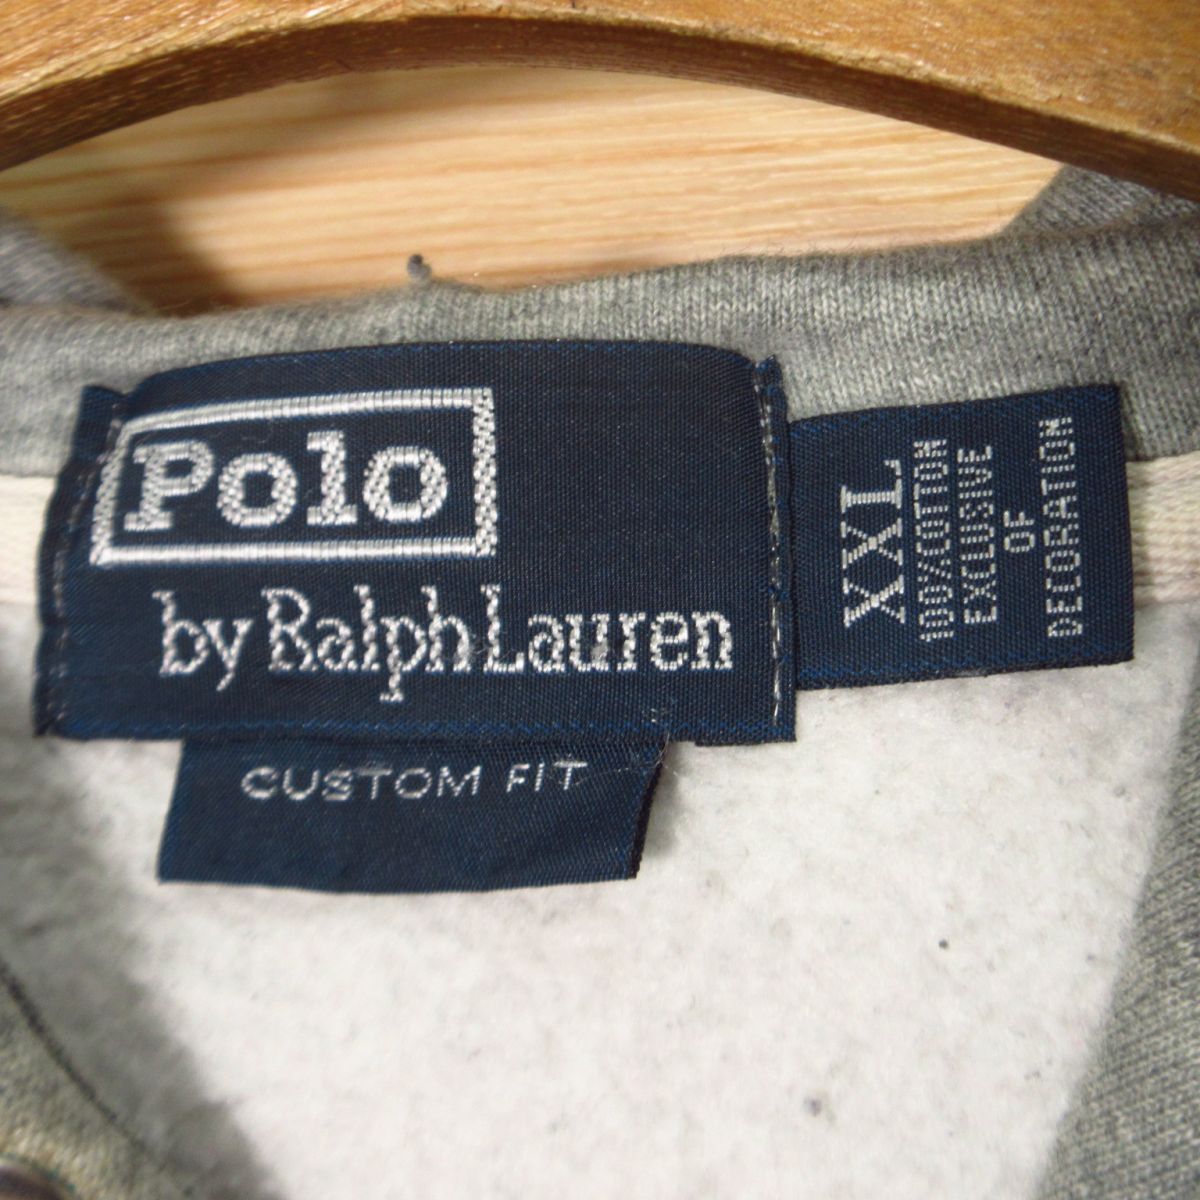 Polo
by Ralph Lauren
CUSTOM FIT
XXL
100% COTTON
EXCLUSIVE
OF
DECORATION